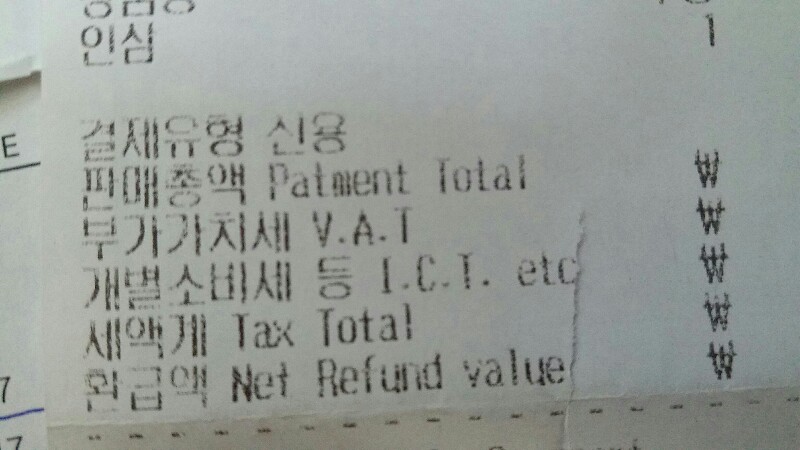 인심 1
결제유형 신용
판매총액 Patment Total ₩
부가가치세 V.A.T ₩
개별소비세 등 I.C.T. etc ₩
세액계 Tax Total ₩
환급액 Net Refund value ₩
E
7
17